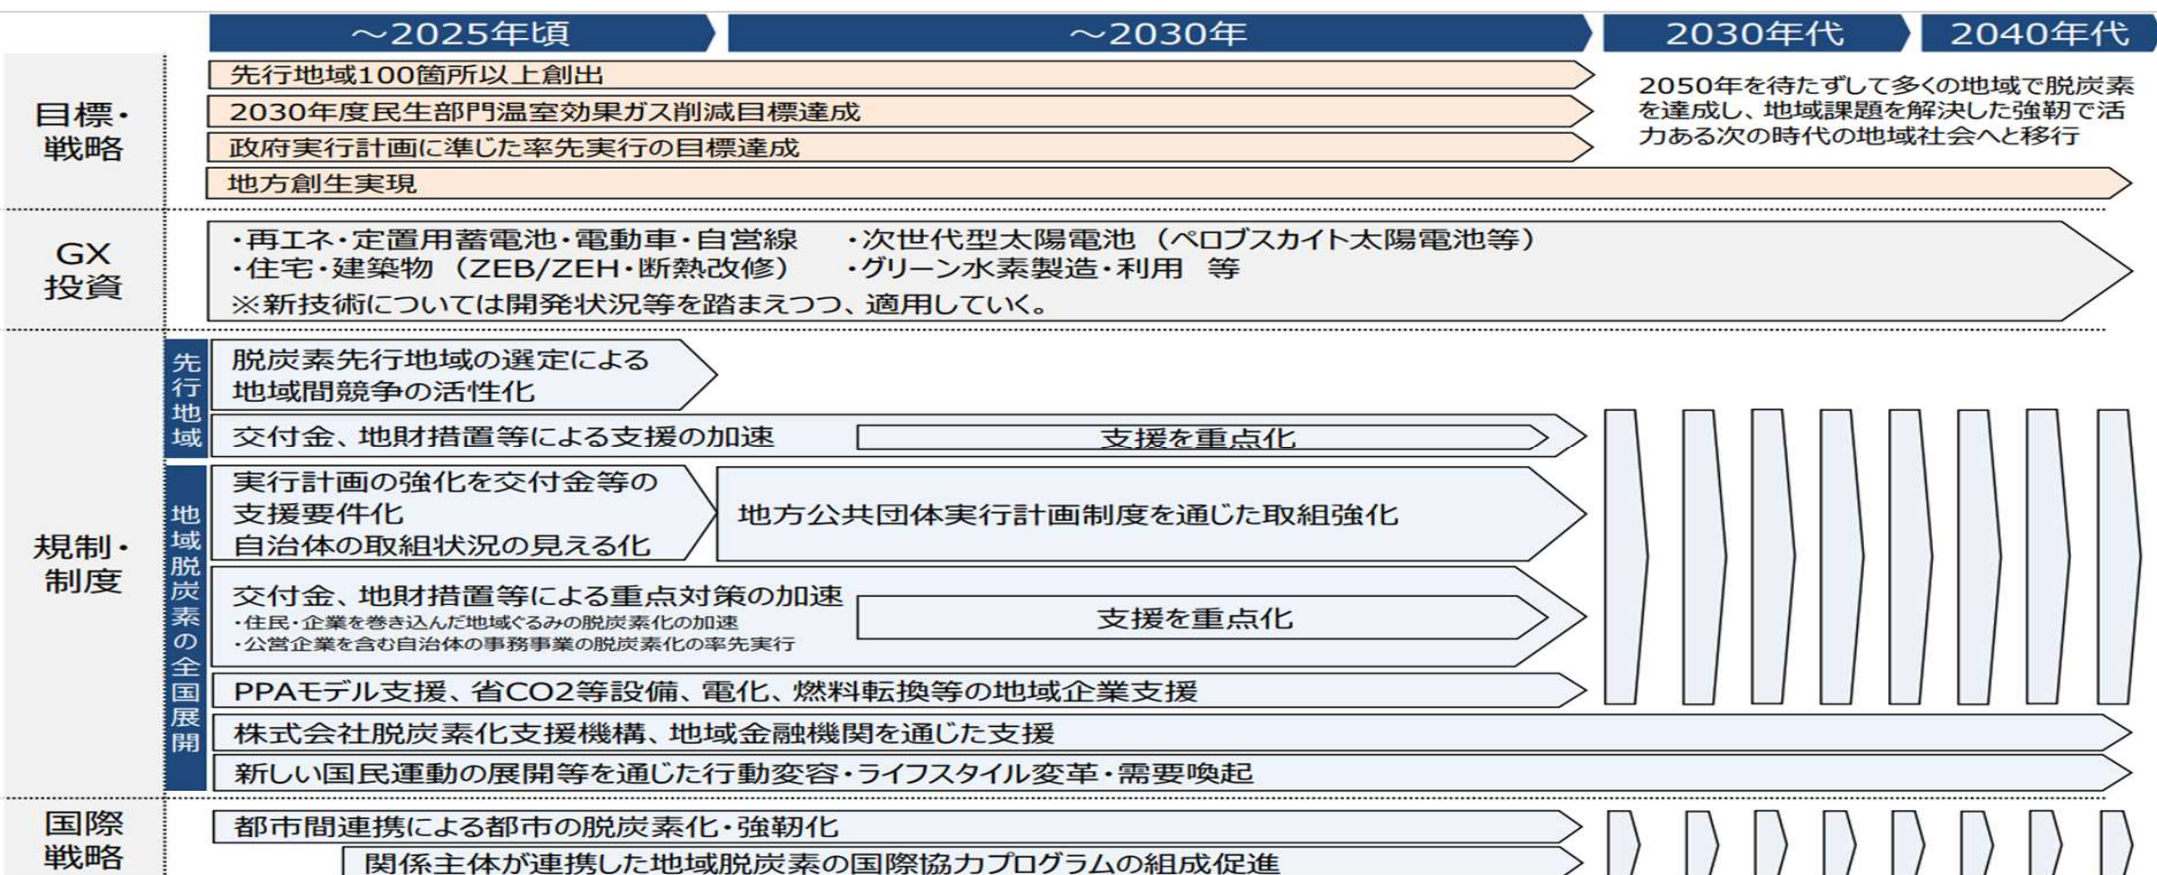 ～2025年頃
～2030年
2030年代
2040年代
目標・
戦略
先行地域100箇所以上創出
2030年度民生部門温室効果ガス削減目標達成
政府実行計画に準じた率先実行の目標達成
地方創生実現
2050年を待たずして多くの地域で脱炭素
を達成し、地域課題を解決した強靭で活
力ある次の時代の地域社会へと移行
GX
投資
・再エネ・定置用蓄電池・電動車・自営線
・次世代型太陽電池（ペロブスカイト太陽電池等）
・住宅・建築物（ZEB/ZEH・断熱改修）
・グリーン水素製造・利用 等
※新技術については開発状況等を踏まえつつ、適用していく。
規制・
制度
先行地域
脱炭素先行地域の選定による
地域間競争の活性化
交付金、地財措置等による支援の加速
支援を重点化
地域脱炭素の全国展開
実行計画の強化を交付金等の
支援要件化
自治体の取組状況の見える化
地方公共団体実行計画制度を通じた取組強化
交付金、地財措置等による重点対策の加速
・住民・企業を巻き込んだ地域ぐるみの脱炭素化の加速
・公営企業を含む自治体の事務事業の脱炭素化の率先実行
支援を重点化
PPAモデル支援、省CO2等設備、電化、燃料転換等の地域企業支援
株式会社脱炭素化支援機構、地域金融機関を通じた支援
新しい国民運動の展開等を通じた行動変容・ライフスタイル変革・需要喚起
国際
戦略
都市間連携による都市の脱炭素化・強靭化
関係主体が連携した地域脱炭素の国際協力プログラムの組成促進